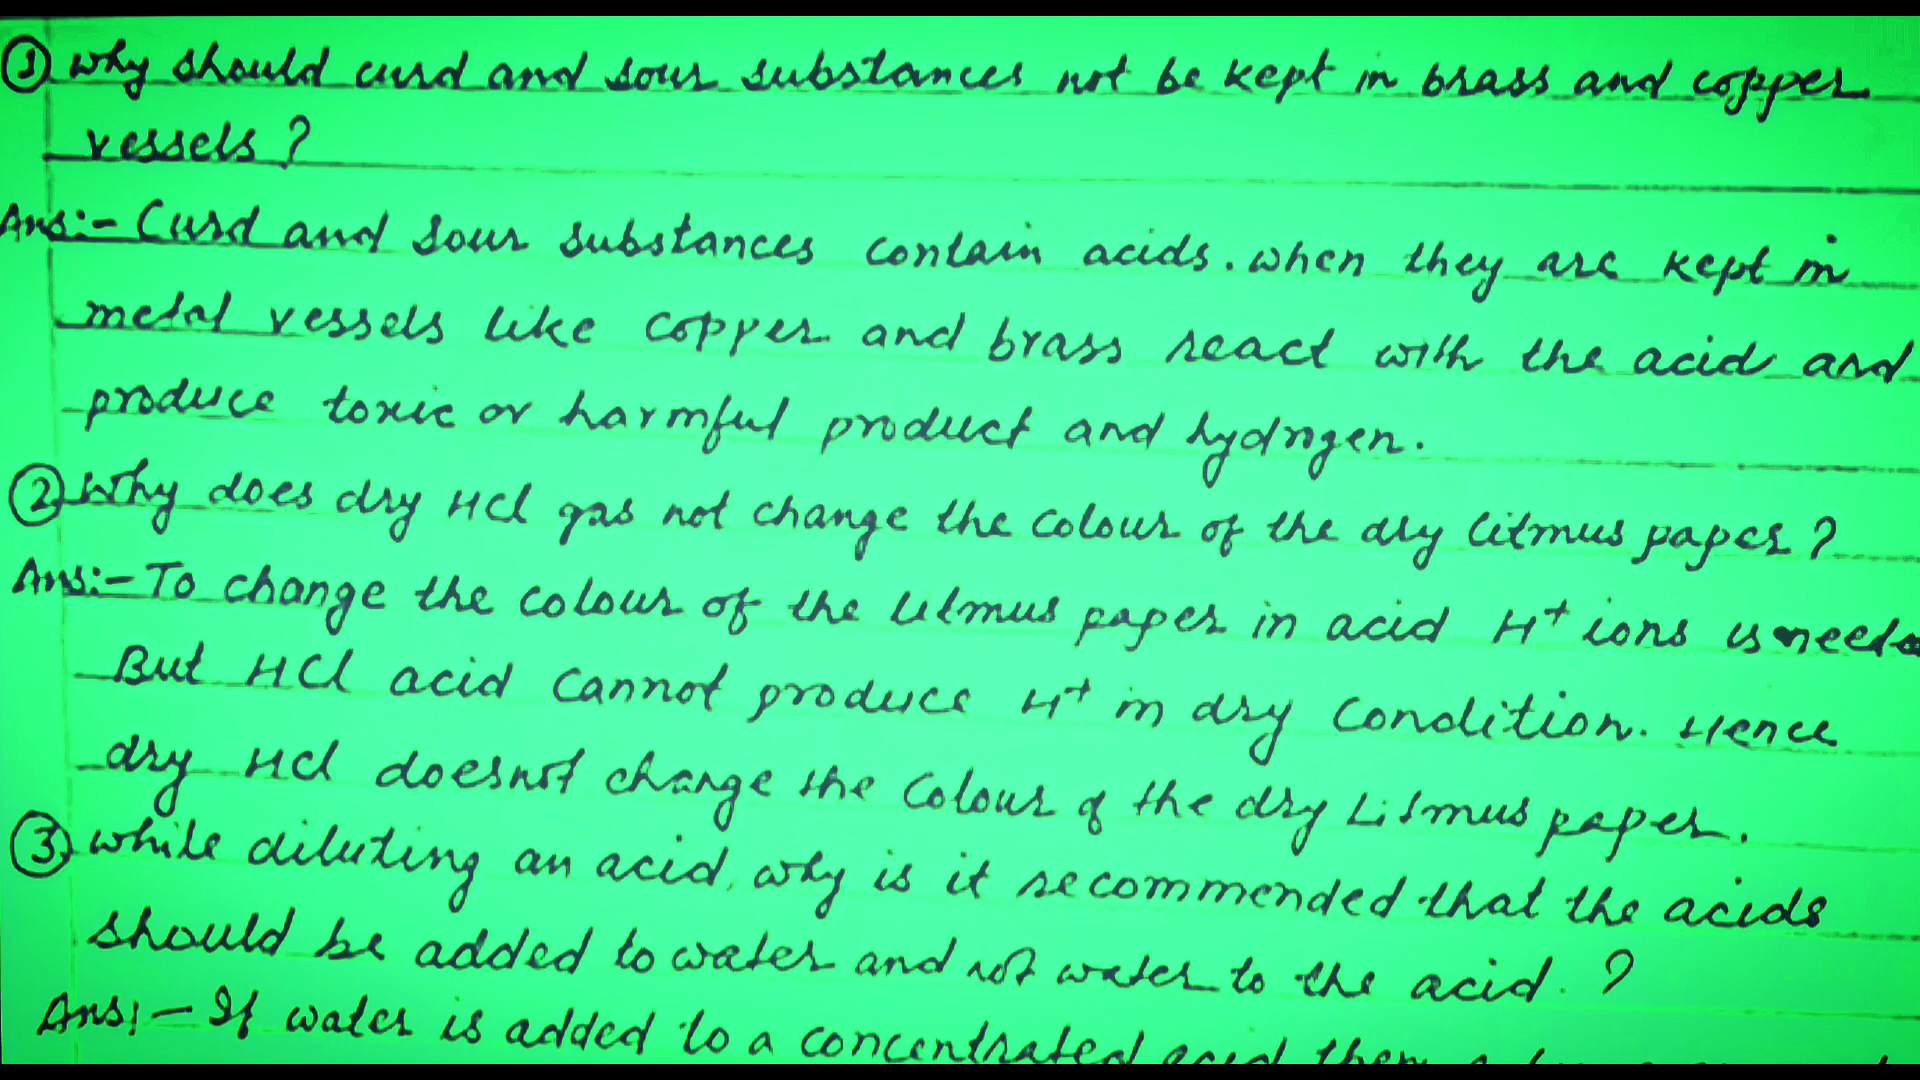 ① why should curd and sour substances not be kept in brass and copper
vessels ?
Ans:- Curd and sour substances contain acids. when they are kept in
metal vessels like copper and brass react with the acid and
produce toxic or harmful product and hydrogen.
② Why does dry HCl gas not change the colour of the dry litmus paper ?
Ans:- To change the colour of the litmus paper in acid H+ ions is need
But HCl acid cannot produce H+ in dry condition. Hence
dry HCl doesnot change the colour of the dry Litmus paper.
③ while diluting an acid, why is it recommended that the acids
should be added to water and not water to the acid. ?
Ans:- If water is added to a concentrated acid then a